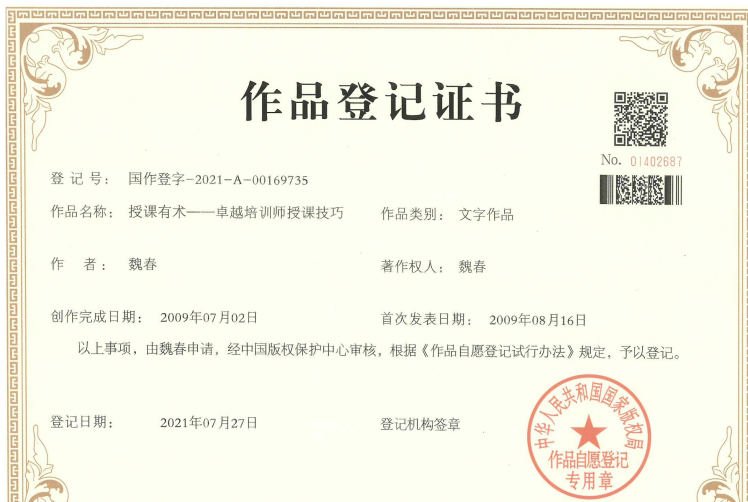 作品登记证书
No. 01402687
登 记 号： 国作登字-2021-A-00169735
作品名称： 授课有术——卓越培训师授课技巧 作品类别： 文字作品
作 者： 魏春 著作权人： 魏春
创作完成日期： 2009年07月02日 首次发表日期： 2009年08月16日
以上事项，由魏春申请，经中国版权保护中心审核，根据《作品自愿登记试行办法》规定，予以登记。
登记日期： 2021年07月27日 登记机构签章
中华人民共和国国家版权局
作品自愿登记
专用章